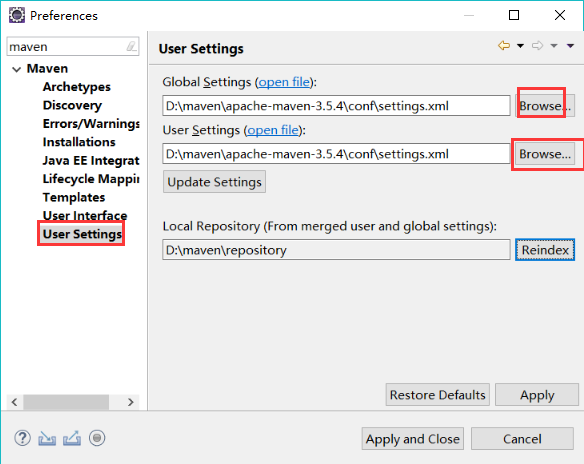 Preferences
maven
User Settings
Maven
Archetypes
Discovery
Errors/Warnings
Installations
Java EE Integrat
Lifecycle Mappin
Templates
User Interface
User Settings
Global Settings (open file):
D:\maven\apache-maven-3.5.4\conf\settings.xml
Browse...
User Settings (open file):
D:\maven\apache-maven-3.5.4\conf\settings.xml
Browse...
Update Settings
Local Repository (From merged user and global settings):
D:\maven\repository
Reindex
Restore Defaults
Apply
?
Apply and Close
Cancel